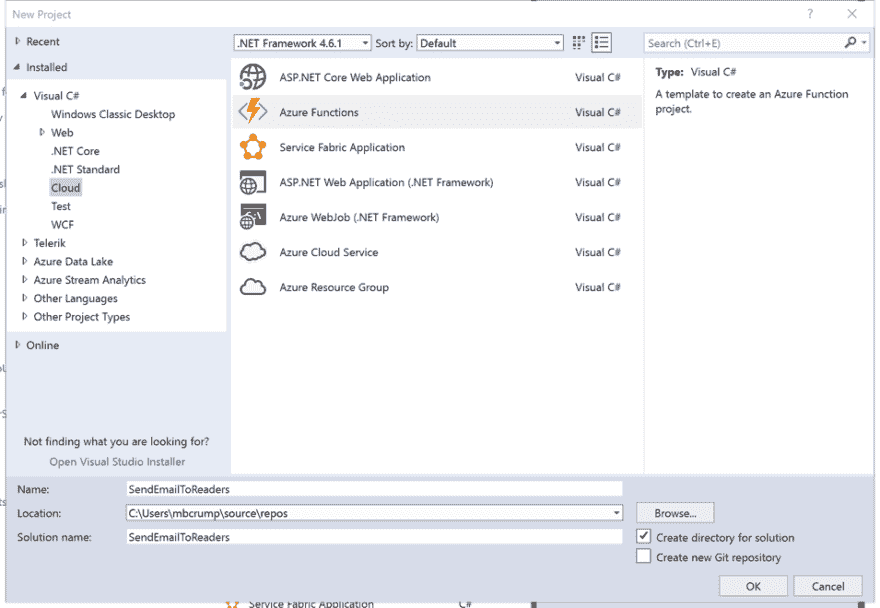 New Project
?
Recent
.NET Framework 4.6.1
Sort by:
Default
Search (Ctrl+E)
Installed
Visual C#
Windows Classic Desktop
Web
.NET Core
.NET Standard
Cloud
Test
WCF
Telerik
Azure Data Lake
Azure Stream Analytics
Other Languages
Other Project Types
Online
Not finding what you are looking for?
Open Visual Studio Installer
ASP.NET Core Web Application Visual C#
Azure Functions Visual C#
Service Fabric Application Visual C#
ASP.NET Web Application (.NET Framework) Visual C#
Azure WebJob (.NET Framework) Visual C#
Azure Cloud Service Visual C#
Azure Resource Group Visual C#
Type: Visual C#
A template to create an Azure Function
project.
Name: SendEmailToReaders
Location: C:\Users\mbcrump\source\repos
Browse...
Solution name: SendEmailToReaders
Create directory for solution
Create new Git repository
OK
Cancel
Service Fabric Application C#